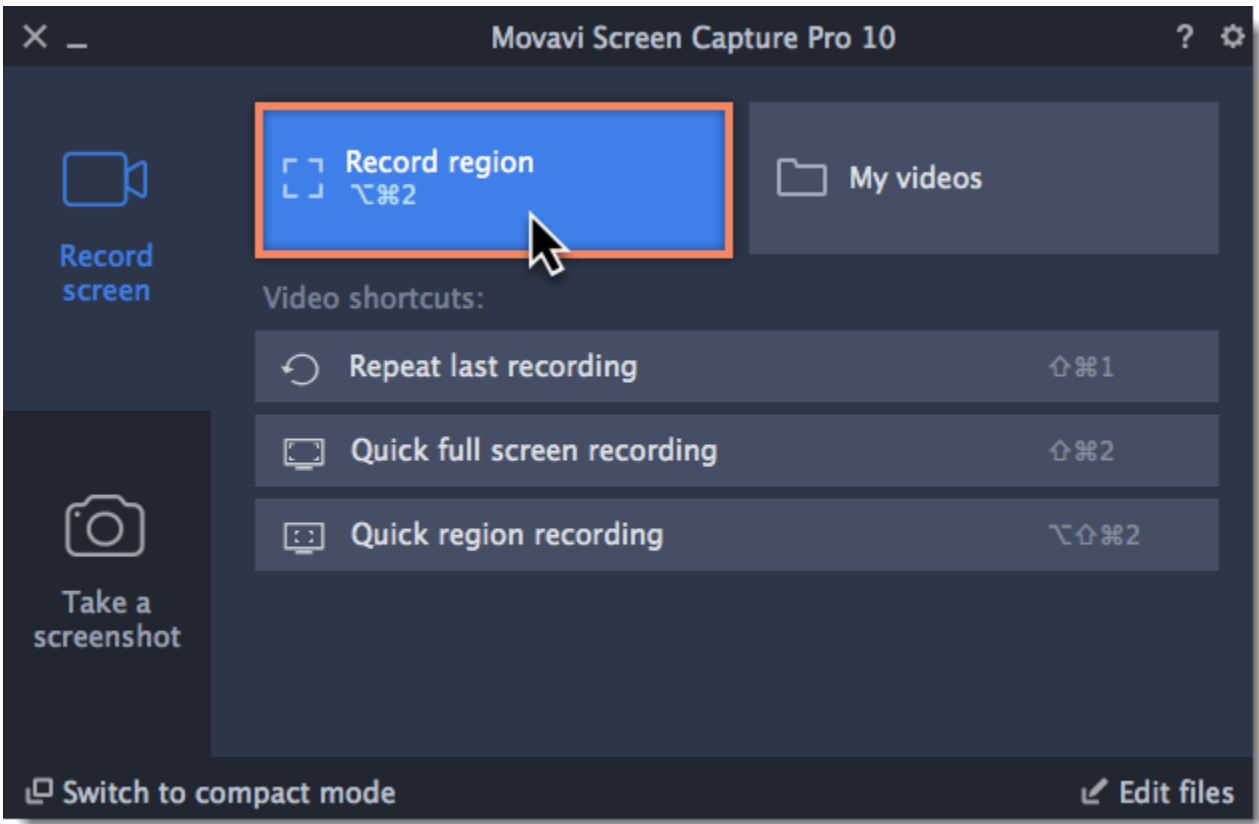 Movavi Screen Capture Pro 10
?
Record
screen
Record region
⌥⌘2
My videos
Video shortcuts:
Repeat last recording ⇧⌘1
Quick full screen recording ⇧⌘2
Quick region recording ⌥⇧⌘2
Take a
screenshot
Switch to compact mode
Edit files